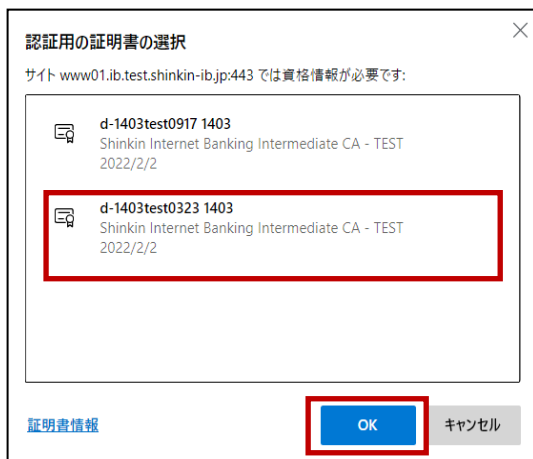 認証用の証明書の選択
サイト www01.ib.test.shinkin-ib.jp:443 では資格情報が必要です:
d-1403test0917 1403
Shinkin Internet Banking Intermediate CA - TEST
2022/2/2
d-1403test0323 1403
Shinkin Internet Banking Intermediate CA - TEST
2022/2/2
証明書情報
OK
キャンセル